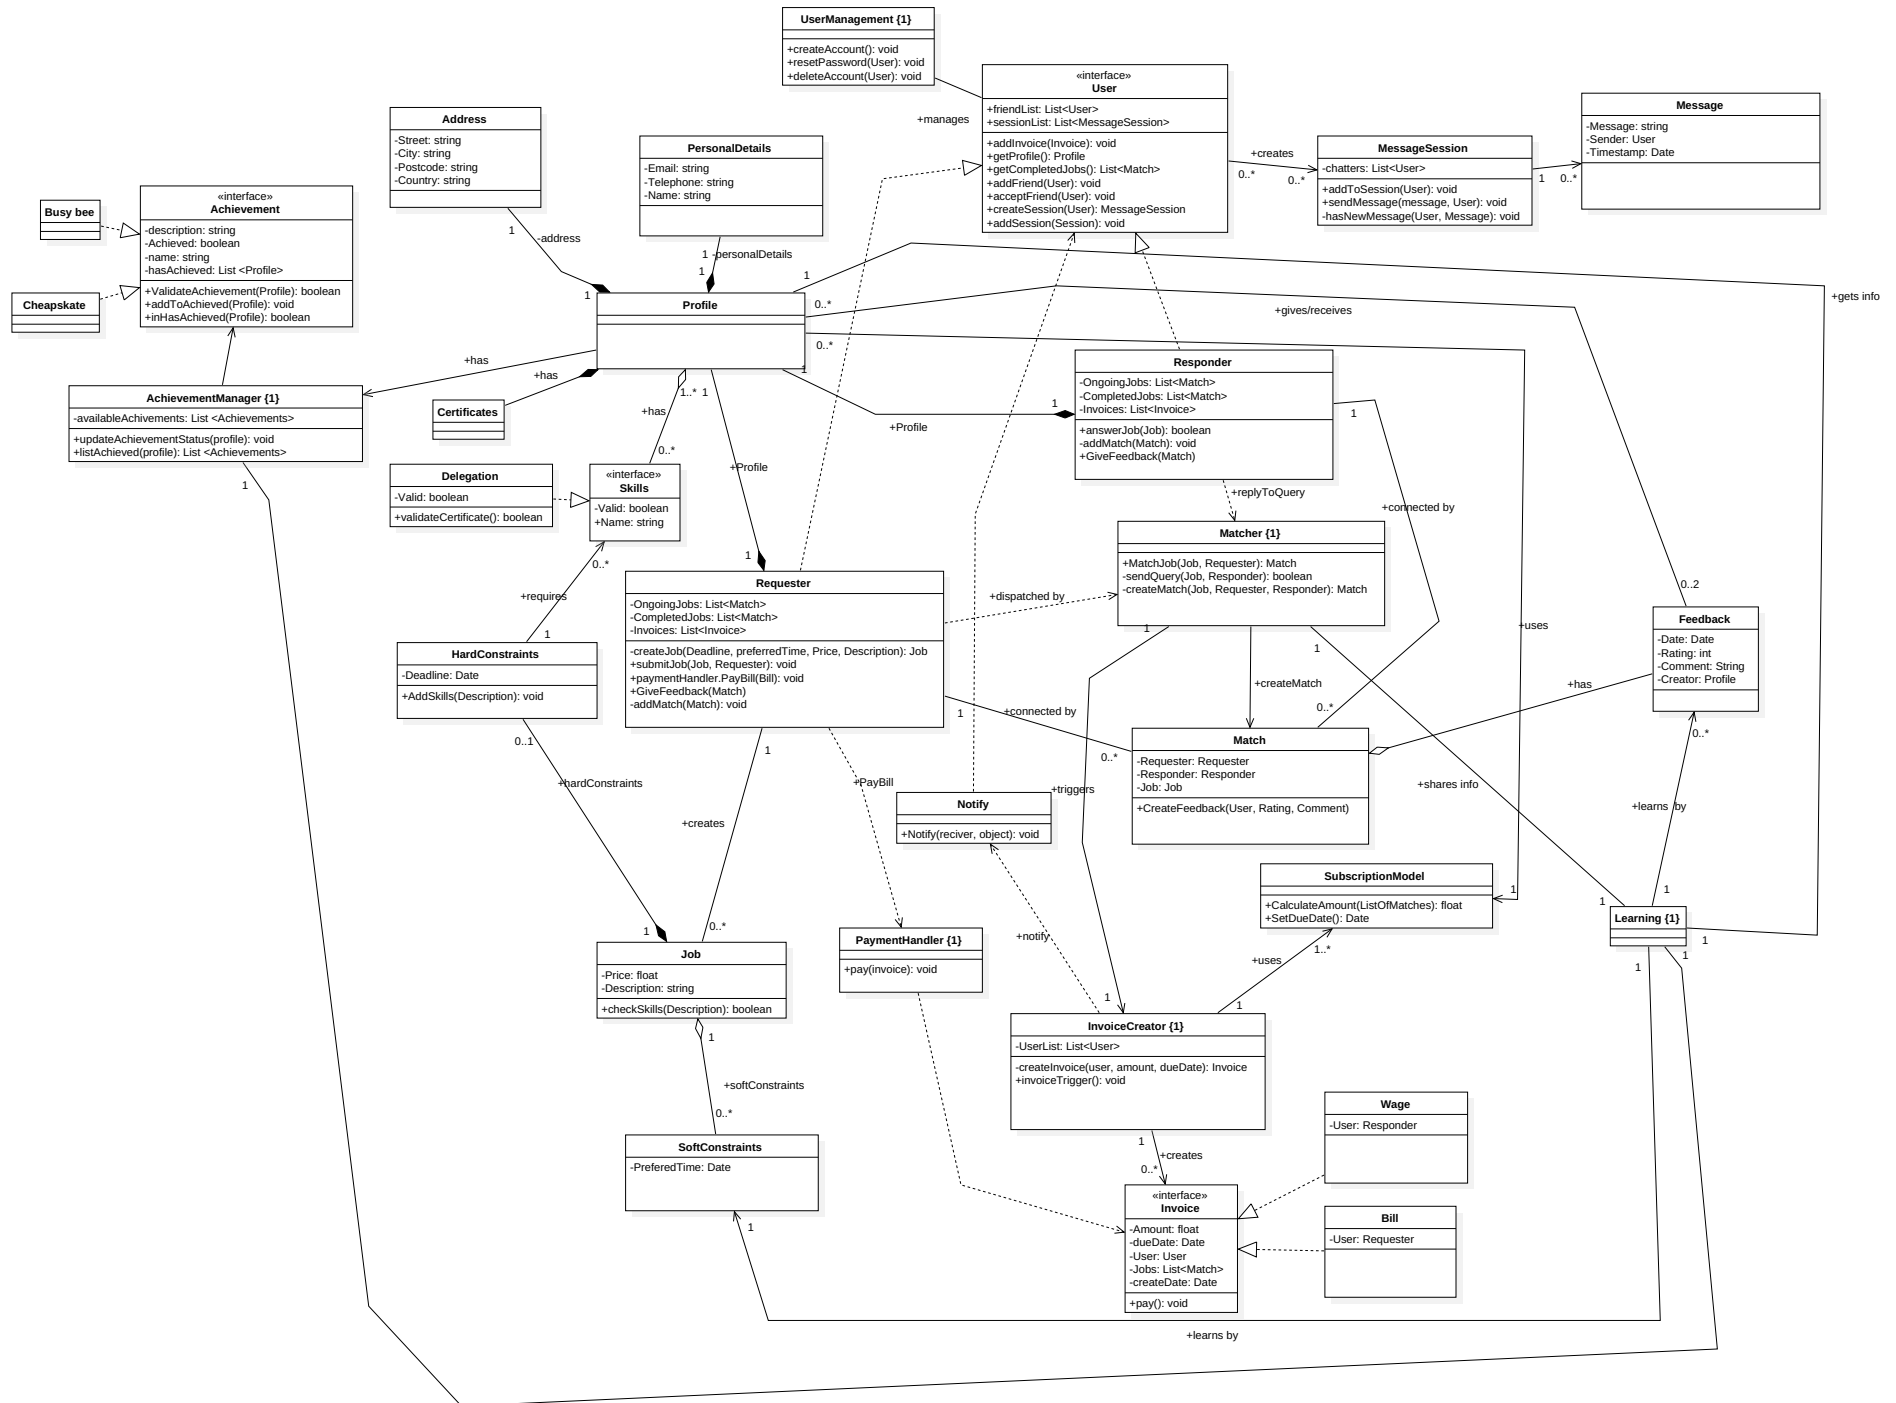 UserManagement {1}
+createAccount(): void
+resetPassword(User): void
+deleteAccount(User): void
«interface»
User
+friendList: List<User>
+sessionList: List<MessageSession>
+addInvoice(Invoice): void
+getProfile(): Profile
+getCompletedJobs(): List<Match>
+addFriend(User): void
+acceptFriend(User): void
+createSession(User): MessageSession
+addSession(Session): void
+manages
+creates
0..*
0..*
MessageSession
-chatters: List<User>
+addToSession(User): void
+sendMessage(message, User): void
-hasNewMessage(User, Message): void
1
0..*
Message
-Message: string
-Sender: User
-Timestamp: Date
Address
-Street: string
-City: string
-Postcode: string
-Country: string
1
-address
1
PersonalDetails
-Email: string
-Telephone: string
-Name: string
1
-personalDetails
1
Busy bee
Cheapskate
«interface»
Achievement
-description: string
-Achieved: boolean
-name: string
-hasAchieved: List <Profile>
+ValidateAchievement(Profile): boolean
+addToAchieved(Profile): void
+inHasAchieved(Profile): boolean
Profile
1
0..*
0..*
1
1..*
1
+gives/receives
+gets info
+has
+has
+has
0..*
AchievementManager {1}
-availableAchivements: List <Achievements>
+updateAchievementStatus(profile): void
+listAchieved(profile): List <Achievements>
1
Certificates
Responder
-OngoingJobs: List<Match>
-CompletedJobs: List<Match>
-Invoices: List<Invoice>
+answerJob(Job): boolean
-addMatch(Match): void
+GiveFeedback(Match)
1
+Profile
1
+Profile
1
+replyToQuery
+connected by
Delegation
-Valid: boolean
+validateCertificate(): boolean
«interface»
Skills
-Valid: boolean
+Name: string
0..*
+requires
1
Matcher {1}
+MatchJob(Job, Requester): Match
-sendQuery(Job, Responder): boolean
-createMatch(Job, Requester, Responder): Match
1
1
+dispatched by
+createMatch
0..*
Requester
-OngoingJobs: List<Match>
-CompletedJobs: List<Match>
-Invoices: List<Invoice>
-createJob(Deadline, preferredTime, Price, Description): Job
+submitJob(Job, Requester): void
+paymentHandler.PayBill(Bill): void
+GiveFeedback(Match)
-addMatch(Match): void
1
+connected by
0..*
1
HardConstraints
-Deadline: Date
+AddSkills(Description): void
0..1
+hardConstraints
1
0..2
Feedback
-Date: Date
-Rating: int
-Comment: String
-Creator: Profile
+uses
+has
0..*
Match
-Requester: Requester
-Responder: Responder
-Job: Job
+CreateFeedback(User, Rating, Comment)
+PayBill
+triggers
+shares info
+learns by
Notify
+Notify(reciver, object): void
+creates
0..*
SubscriptionModel
+CalculateAmount(ListOfMatches): float
+SetDueDate(): Date
1
1..*
+uses
1
Learning {1}
1
1
1
1
1
PaymentHandler {1}
+pay(invoice): void
+notify
Job
-Price: float
-Description: string
+checkSkills(Description): boolean
1
+softConstraints
0..*
1
InvoiceCreator {1}
-UserList: List<User>
-createInvoice(user, amount, dueDate): Invoice
+invoiceTrigger(): void
1
+creates
0..*
SoftConstraints
-PreferedTime: Date
1
Wage
-User: Responder
«interface»
Invoice
-Amount: float
-dueDate: Date
-User: User
-Jobs: List<Match>
-createDate: Date
+pay(): void
Bill
-User: Requester
+learns by